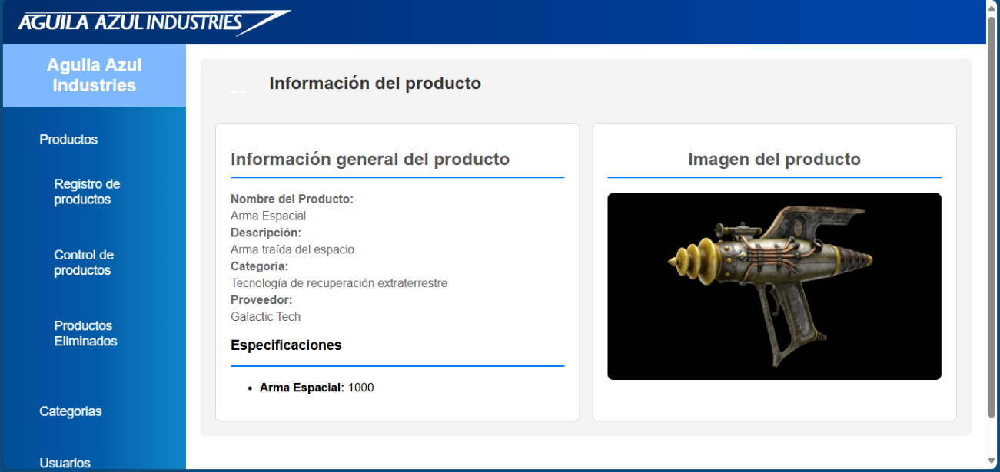 AGUILA AZUL INDUSTRIES
Aguila Azul
Industries
Productos
Registro de
productos
Control de
productos
Productos
Eliminados
Categorias
Usuarios
← Información del producto
Información general del producto
Nombre del Producto:
Arma Espacial
Descripción:
Arma traída del espacio
Categoría:
Tecnología de recuperación extraterrestre
Proveedor:
Galactic Tech
Especificaciones
• Arma Espacial: 1000
Imagen del producto